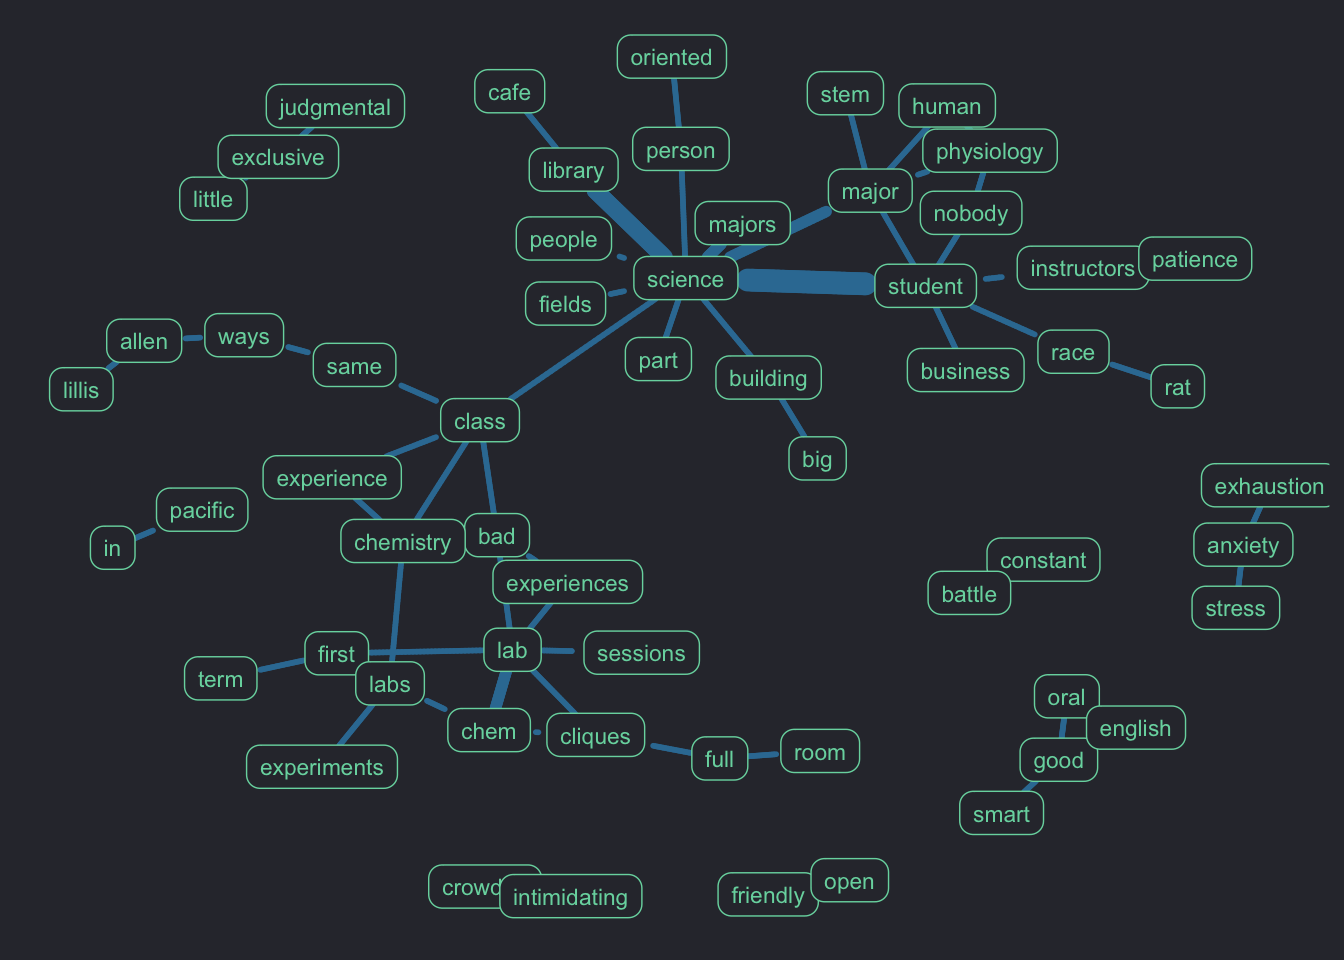 oriented
cafe
stem
human
judgmental
person
physiology
exclusive
library
major
little
majors
nobody
people
science
student
instructors
patience
fields
allen
ways
same
part
building
business
race
rat
lillis
class
big
experience
exhaustion
pacific
in
chemistry
bad
experiences
anxiety
constant
battle
stress
first
lab
sessions
term
labs
chem
cliques
full
room
experiments
oral
english
good
smart
crowd
intimidating
friendly
open